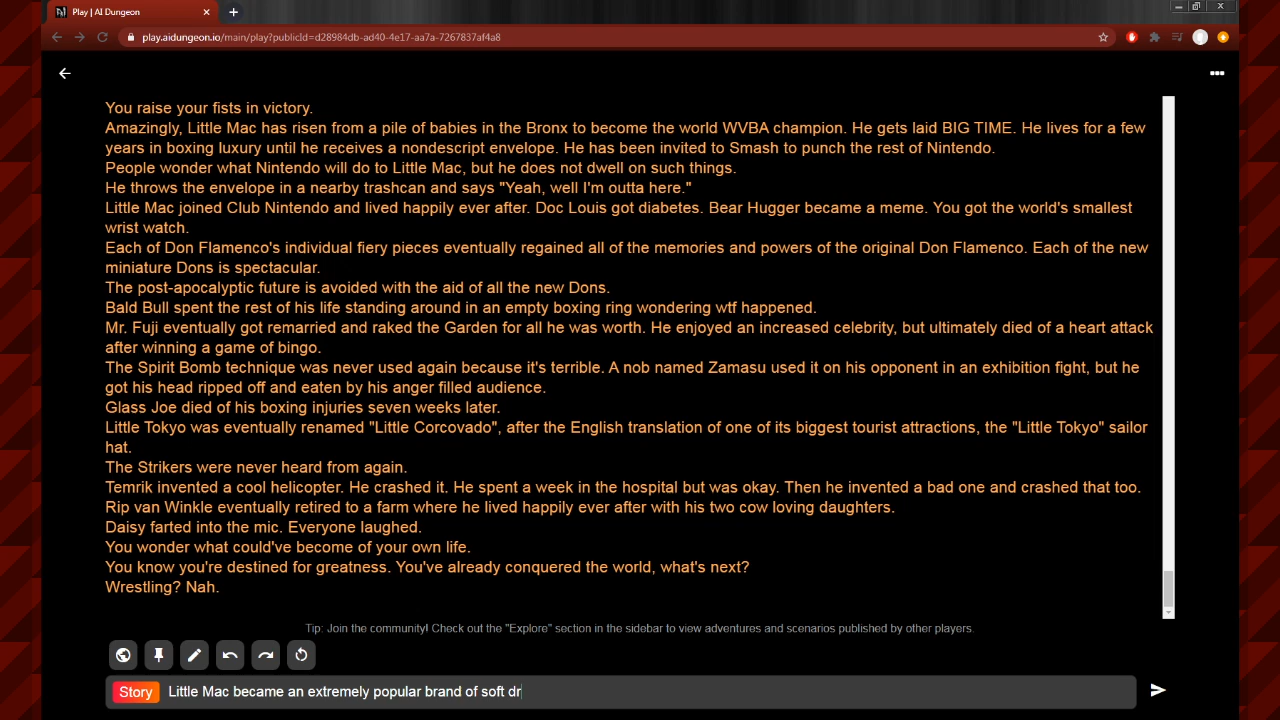 Play | AI Dungeon
play.aidungeon.io/main/play?publicId=d28984db-ad40-4e17-aa7a-7267837af4a8
You raise your fists in victory.
Amazingly, Little Mac has risen from a pile of babies in the Bronx to become the world WVBA champion. He gets laid BIG TIME. He lives for a few
years in boxing luxury until he receives a nondescript envelope. He has been invited to Smash to punch the rest of Nintendo.
People wonder what Nintendo will do to Little Mac, but he does not dwell on such things.
He throws the envelope in a nearby trashcan and says "Yeah, well I'm outta here."
Little Mac joined Club Nintendo and lived happily ever after. Doc Louis got diabetes. Bear Hugger became a meme. You got the world's smallest
wrist watch.
Each of Don Flamenco's individual fiery pieces eventually regained all of the memories and powers of the original Don Flamenco. Each of the new
miniature Dons is spectacular.
The post-apocalyptic future is avoided with the aid of all the new Dons.
Bald Bull spent the rest of his life standing around in an empty boxing ring wondering wtf happened.
Mr. Fuji eventually got remarried and raked the Garden for all he was worth. He enjoyed an increased celebrity, but ultimately died of a heart attack
after winning a game of bingo.
The Spirit Bomb technique was never used again because it's terrible. A nob named Zamasu used it on his opponent in an exhibition fight, but he
got his head ripped off and eaten by his anger filled audience.
Glass Joe died of his boxing injuries seven weeks later.
Little Tokyo was eventually renamed "Little Corcovado", after the English translation of one of its biggest tourist attractions, the "Little Tokyo" sailor
hat.
The Strikers were never heard from again.
Temrik invented a cool helicopter. He crashed it. He spent a week in the hospital but was okay. Then he invented a bad one and crashed that too.
Rip van Winkle eventually retired to a farm where he lived happily ever after with his two cow loving daughters.
Daisy farted into the mic. Everyone laughed.
You wonder what could've become of your own life.
You know you're destined for greatness. You've already conquered the world, what's next?
Wrestling? Nah.
Tip: Join the community! Check out the "Explore" section in the sidebar to view adventures and scenarios published by other players.
Story Little Mac became an extremely popular brand of soft dr